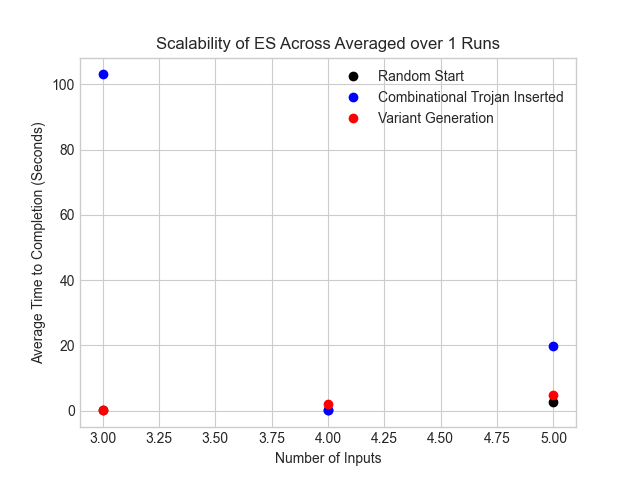 Scalability of ES Across Averaged over 1 Runs
Random Start
Combinational Trojan Inserted
Variant Generation
Average Time to Completion (Seconds)
100
80
60
40
20
0
3.00 3.25 3.50 3.75 4.00 4.25 4.50 4.75 5.00
Number of Inputs